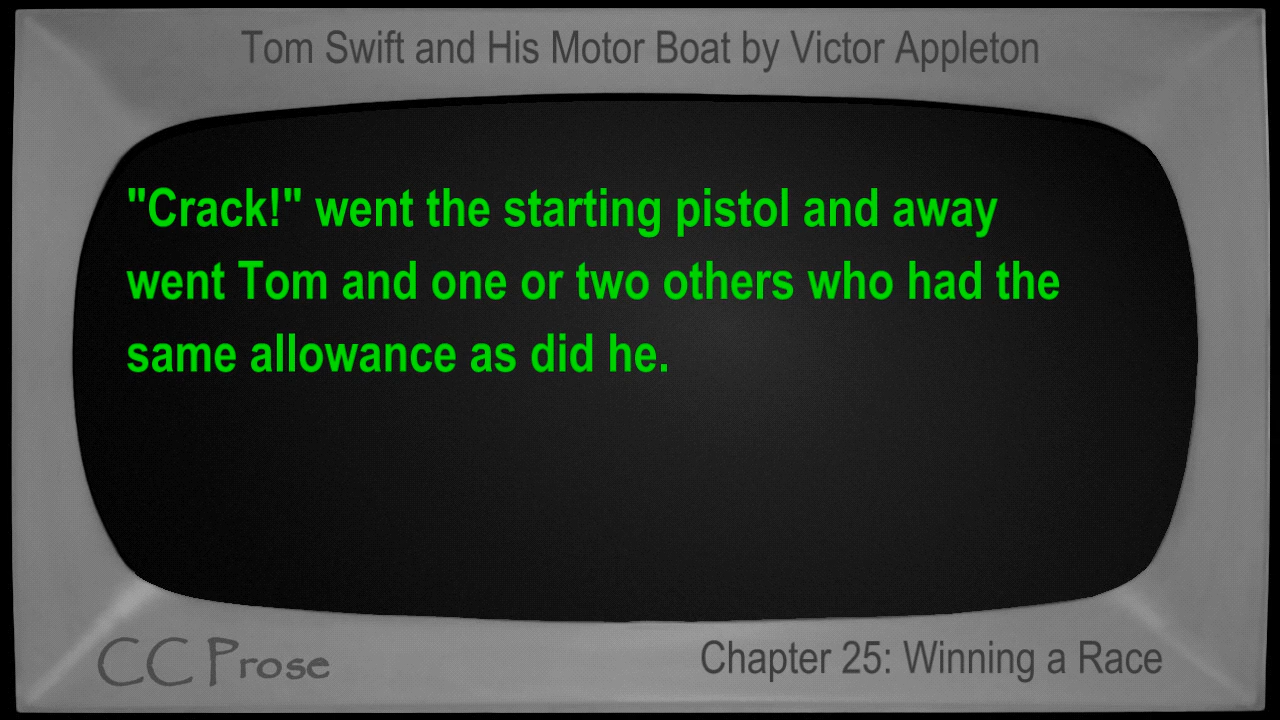 Tom Swift and His Motor Boat by Victor Appleton
"Crack!" went the starting pistol and away
went Tom and one or two others who had the
same allowance as did he.
CC Prose
Chapter 25: Winning a Race